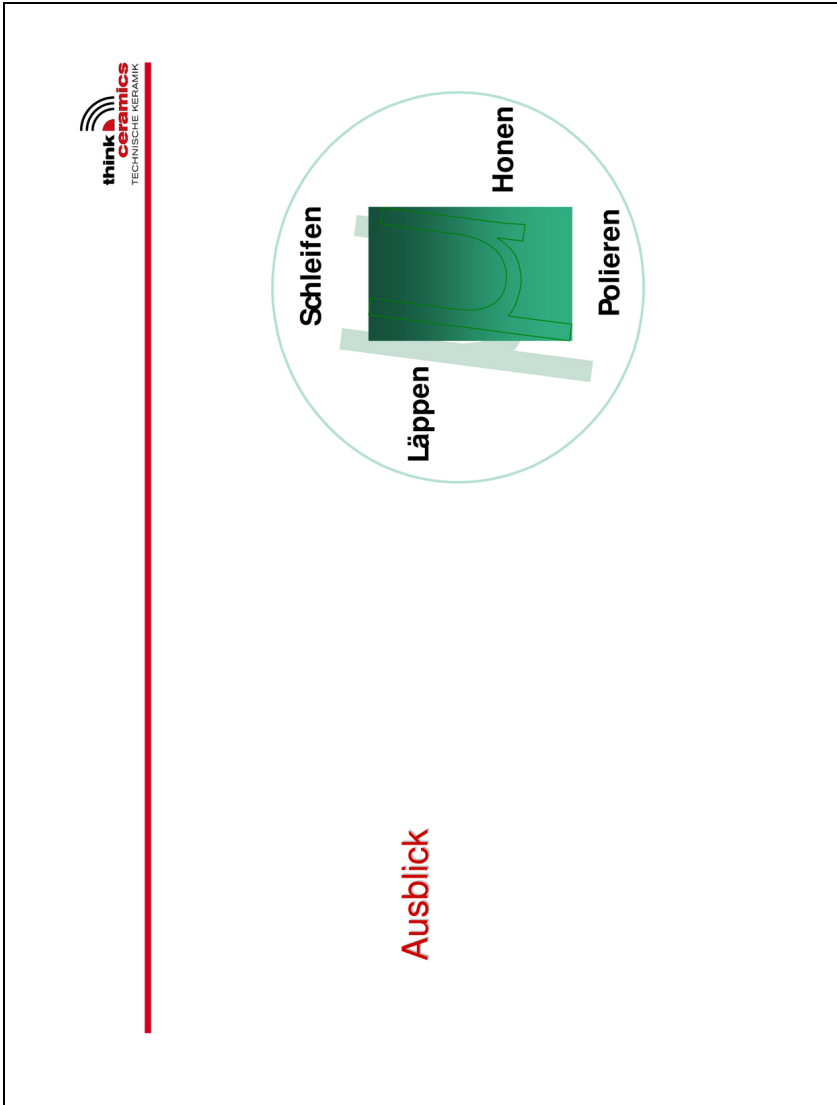 think
ceramics
TECHNISCHE KERAMIK
Schleifen
Ausblick
Läppen
µ
Honen
Polieren